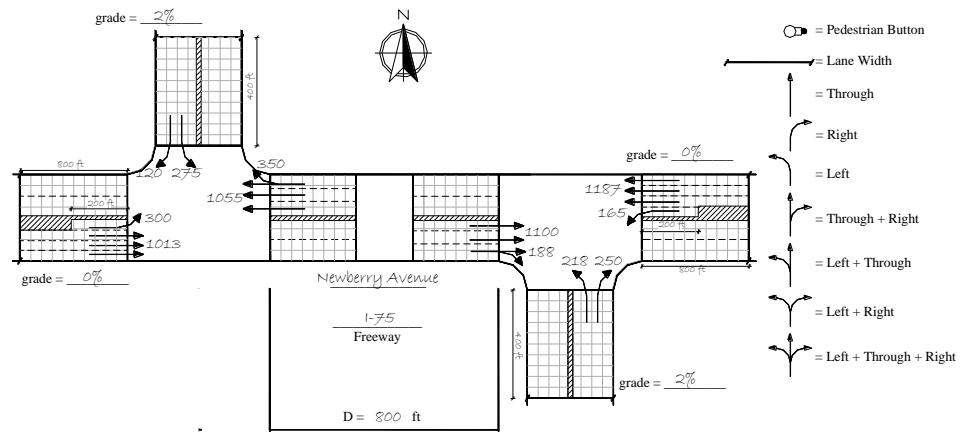 grade = 2%
N
= Pedestrian Button
= Lane Width
= Through
= Right
= Left
= Through + Right
= Left + Through
= Left + Right
= Left + Through + Right
400 ft
800 ft
120 275
350
1055
grade = 0%
1187
165
200 ft
300
1013
200 ft
1100
188
800 ft
grade = 0%
Newberry Avenue
218 250
I-75
Freeway
400 ft
grade = 2%
D = 800 ft